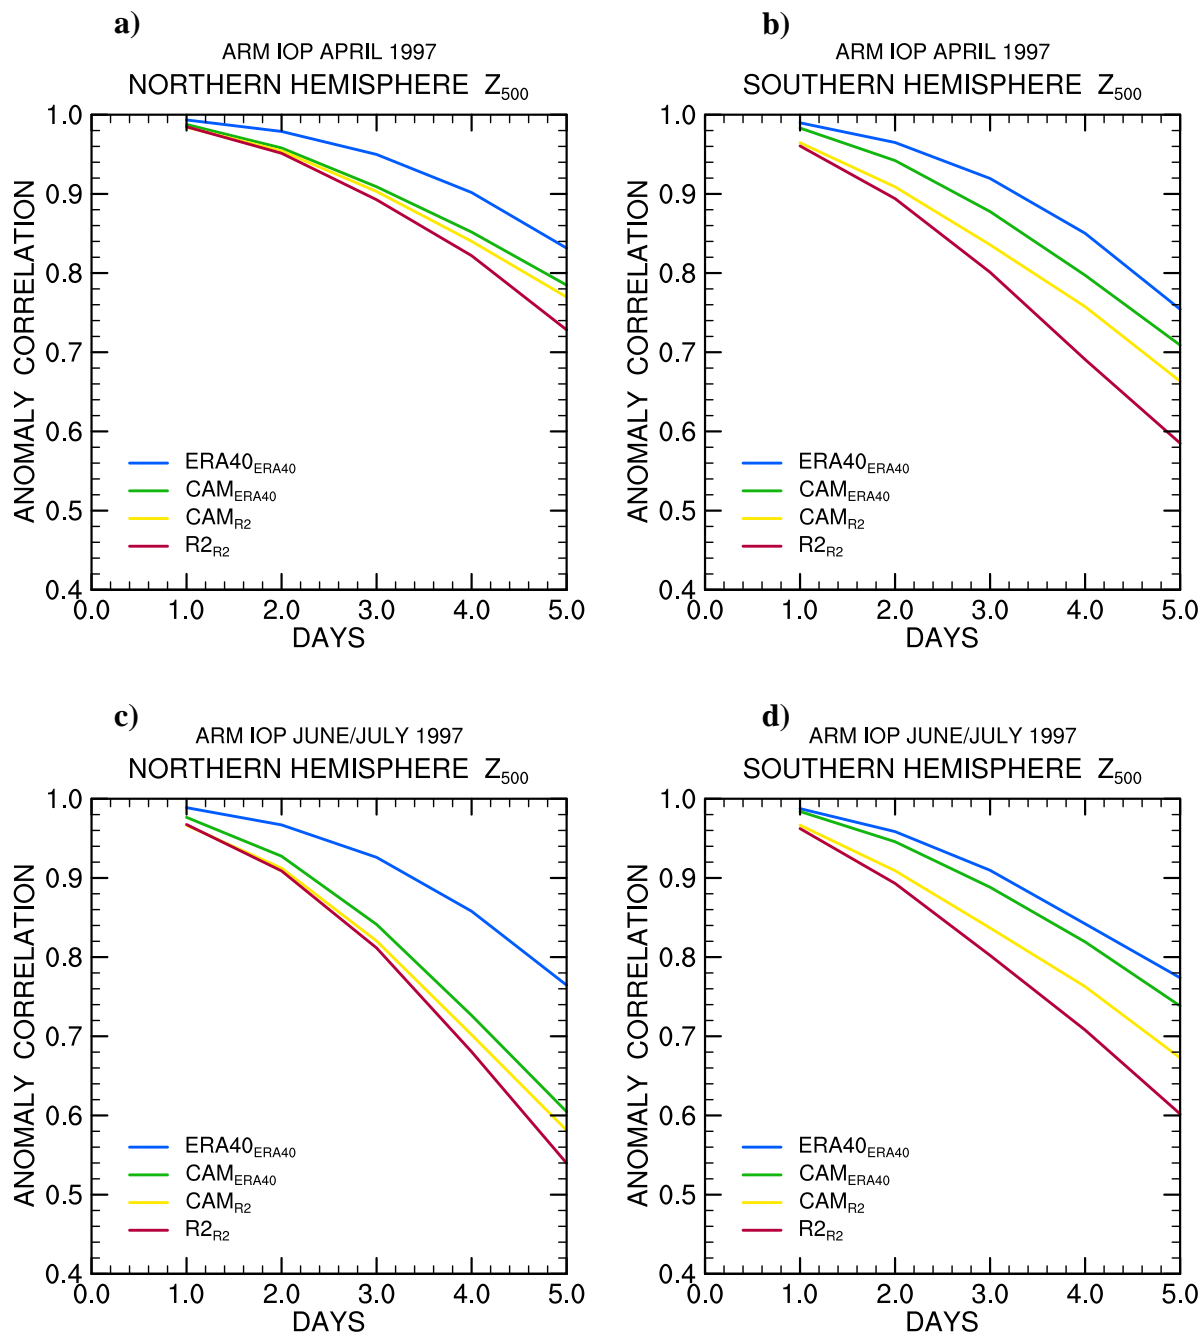 a)
ARM IOP APRIL 1997
NORTHERN HEMISPHERE Z500
1.0
0.9
0.8
0.7
0.6
0.5
0.4
ANOMALY CORRELATION
ERA40ERA40
CAMERA40
CAMR2
R2R2
0.0 1.0 2.0 3.0 4.0 5.0
DAYS
b)
ARM IOP APRIL 1997
SOUTHERN HEMISPHERE Z500
1.0
0.9
0.8
0.7
0.6
0.5
0.4
ANOMALY CORRELATION
ERA40ERA40
CAMERA40
CAMR2
R2R2
0.0 1.0 2.0 3.0 4.0 5.0
DAYS
c)
ARM IOP JUNE/JULY 1997
NORTHERN HEMISPHERE Z500
1.0
0.9
0.8
0.7
0.6
0.5
0.4
ANOMALY CORRELATION
ERA40ERA40
CAMERA40
CAMR2
R2R2
0.0 1.0 2.0 3.0 4.0 5.0
DAYS
d)
ARM IOP JUNE/JULY 1997
SOUTHERN HEMISPHERE Z500
1.0
0.9
0.8
0.7
0.6
0.5
0.4
ANOMALY CORRELATION
ERA40ERA40
CAMERA40
CAMR2
R2R2
0.0 1.0 2.0 3.0 4.0 5.0
DAYS